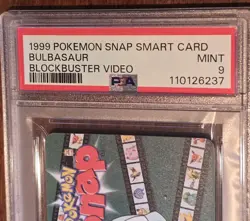 1999 POKEMON SNAP SMART CARD
BULBASAUR MINT
BLOCKBUSTER VIDEO PSA 9
110126237